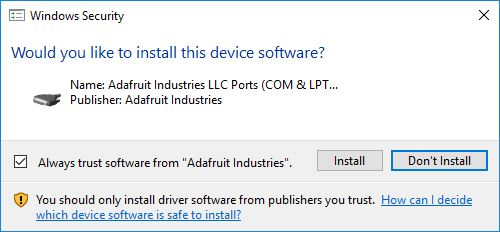 Windows Security
Would you like to install this device software?
Name: Adafruit Industries LLC Ports (COM & LPT...
Publisher: Adafruit Industries
Always trust software from "Adafruit Industries".
Install
Don't Install
You should only install driver software from publishers you trust. How can I decide
which device software is safe to install?